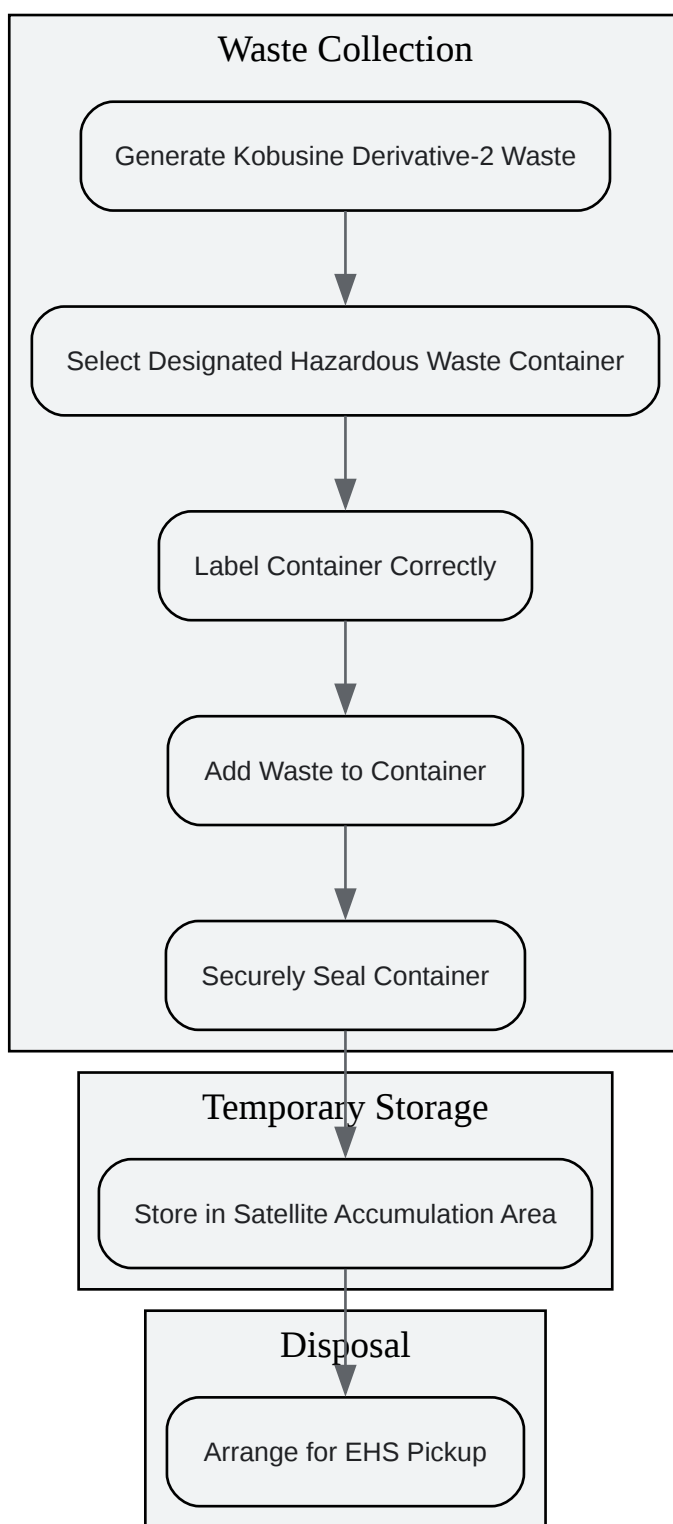 Waste Collection
Generate Kobusine Derivative-2 Waste
Select Designated Hazardous Waste Container
Label Container Correctly
Add Waste to Container
Securely Seal Container
Temporary Storage
Store in Satellite Accumulation Area
Disposal
Arrange for EHS Pickup